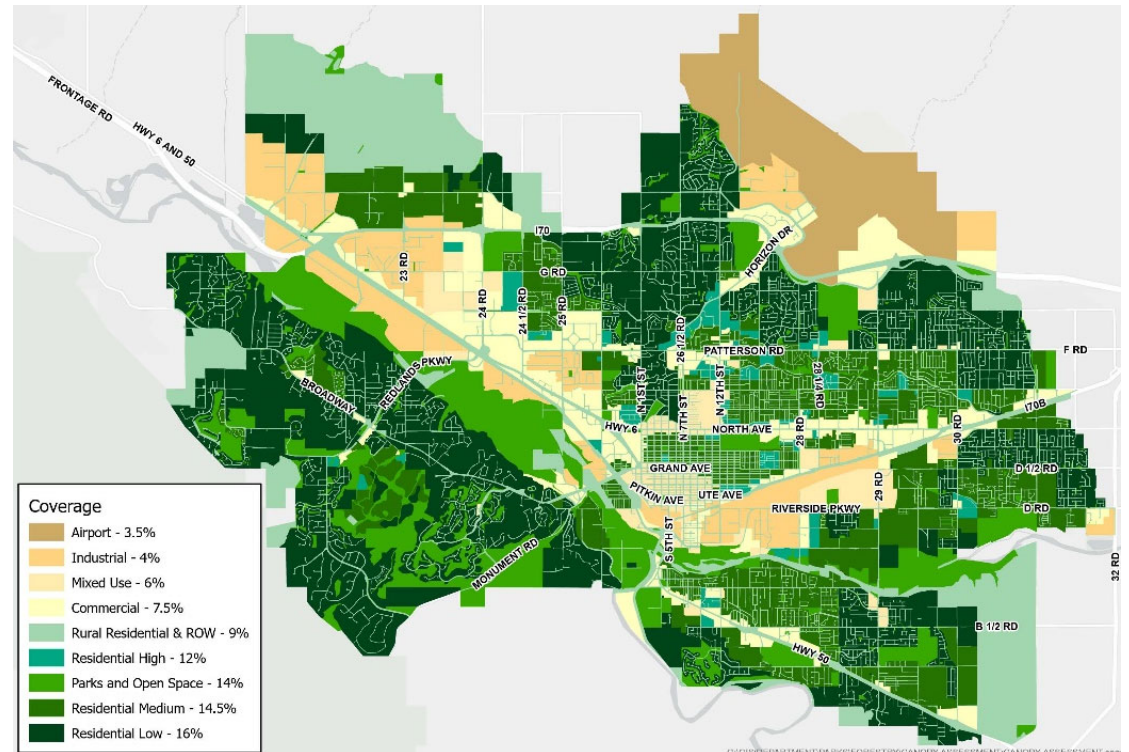 FRONTAGE RD
HWY 6 AND 50
I70
23 RD
G RD
24 RD
24 1/2 RD
25 RD
HORIZON DR
26 1/2 RD
PATTERSON RD
F RD
BROADWAY
REDLANDS PKWY
N 1ST ST
N 7TH ST
N 12TH ST
28 1/4 RD
I70B
HWY 6
NORTH AVE
28 RD
30 RD
GRAND AVE
D 1/2 RD
PITKIN AVE
UTE AVE
29 RD
RIVERSIDE PKWY
D RD
S 5TH ST
MONUMENT RD
32 RD
B 1/2 RD
HWY 50
Coverage
Airport - 3.5%
Industrial - 4%
Mixed Use - 6%
Commercial - 7.5%
Rural Residential & ROW - 9%
Residential High - 12%
Parks and Open Space - 14%
Residential Medium - 14.5%
Residential Low - 16%